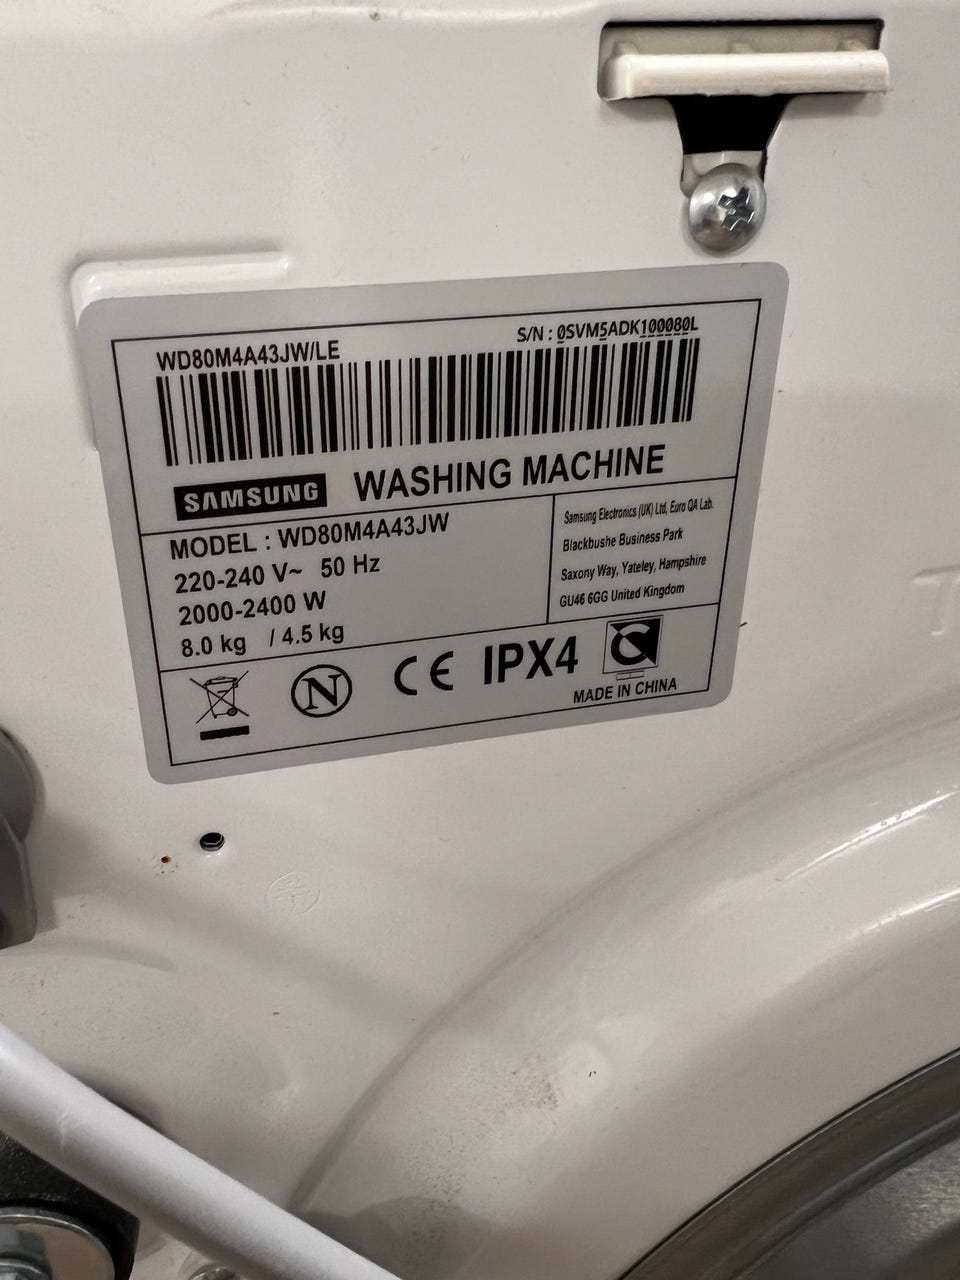 WD80M4A43JW/LE
S/N : 0SVM5ADK100080L
SAMSUNG WASHING MACHINE
MODEL : WD80M4A43JW
220-240 V~ 50 Hz
2000-2400 W
8.0 kg / 4.5 kg
Samsung Electronics (UK) Ltd, Euro QA Lab.
Blackbushe Business Park
Saxony Way, Yateley, Hampshire
GU46 6GG United Kingdom
N
CE IPX4
MADE IN CHINA